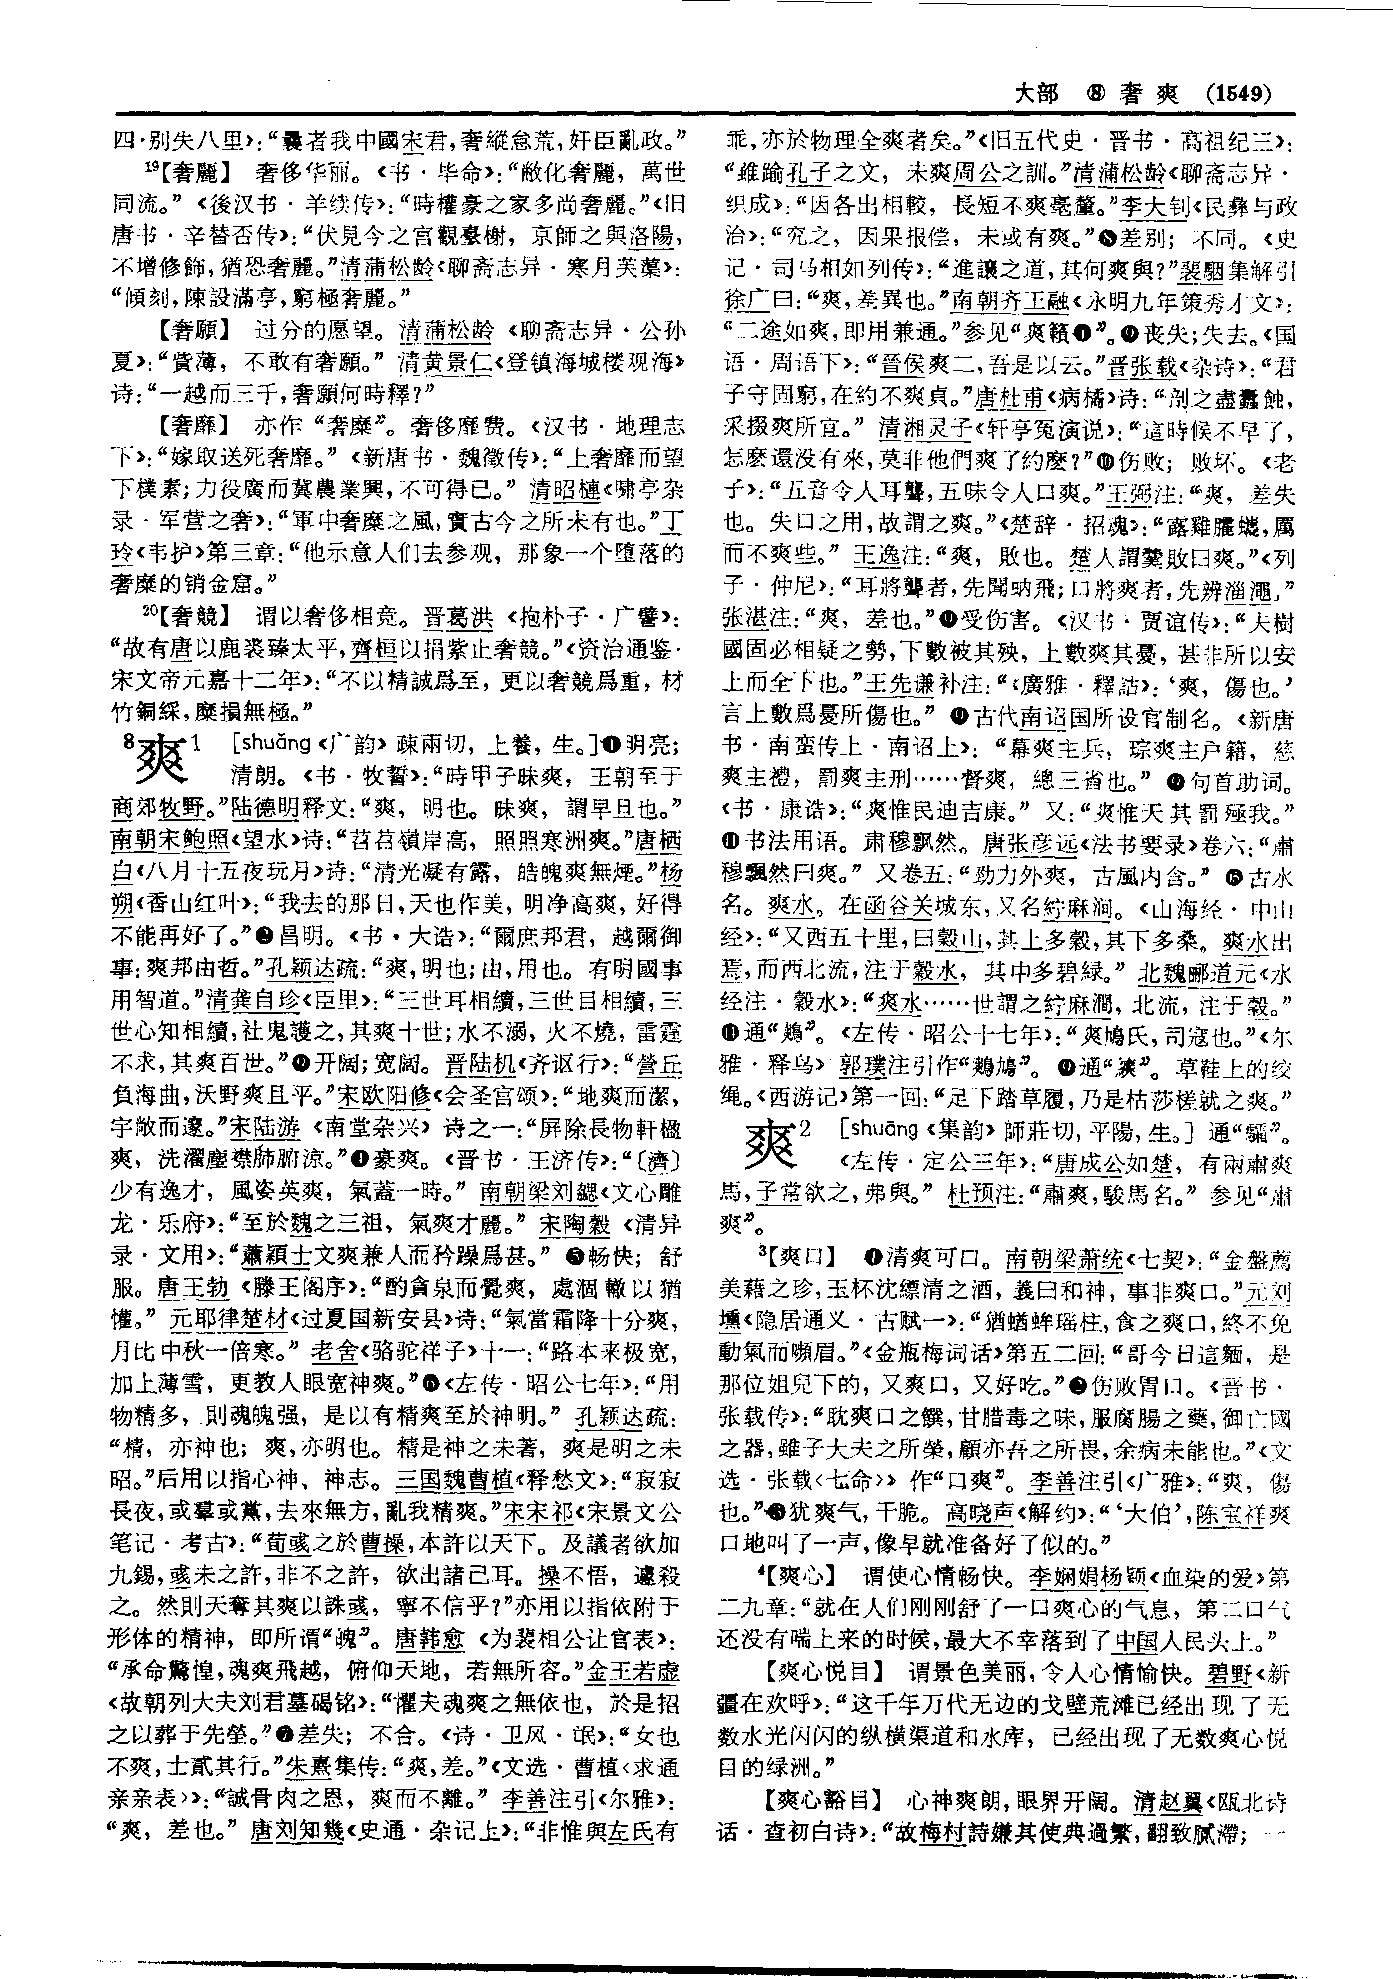 大部 ⑧ 奢 爽 (1549)
四·别失八里》：“曩者我中國宋君，奢縱怠荒，奸臣亂政。”
¹⁹【奢麗】 奢侈华丽。《书·毕命》：“敝化奢麗，萬世
同流。”《後汉书·羊续传》：“時權豪之家多尚奢麗。”《旧
唐书·辛替否传》：“伏見今之宫觀臺榭，京師之與洛陽，
不增修飾，猶恐奢麗。”清蒲松龄《聊斋志异·寒月芙蕖》：
“傾刻，陳設滿亭，窮極奢麗。”
【奢願】 过分的愿望。清蒲松龄《聊斋志异·公孙
夏》：“貲薄，不敢有奢願。”清黄景仁《登镇海城楼观海》
诗：“一越而三千，奢願何時釋？”
【奢靡】 亦作“奢糜”。奢侈靡费。《汉书·地理志
下》：“嫁取送死奢靡。”《新唐书·魏徵传》：“上奢靡而望
下樸素；力役廣而冀農業興，不可得已。”清昭槤《啸亭杂
录·军营之奢》：“軍中奢糜之風，實古今之所未有也。”丁
玲《韦护》第三章：“他示意人们去参观，那象一个堕落的
奢糜的销金窟。”
²⁰【奢競】 谓以奢侈相竞。晋葛洪《抱朴子·广譬》：
“故有唐以鹿裘臻太平，齊桓以捐紫止奢競。”《资治通鉴·
宋文帝元嘉十二年》：“不以精誠爲至，更以奢競爲重，材
竹銅綵，糜損無極。”
⁸爽¹ [shuǎng《广韵》疎兩切，上養，生。]❶明亮；
清朗。《书·牧誓》：“時甲子昧爽，王朝至于
商郊牧野。”陆德明释文：“爽，明也。昧爽，謂早旦也。”
南朝宋鲍照《望水》诗：“苕苕嶺岸高，照照寒洲爽。”唐栖
白《八月十五夜玩月》诗：“清光凝有露，皓魄爽無煙。”杨
朔《香山红叶》：“我去的那日，天也作美，明净高爽，好得
不能再好了。”❷昌明。《书·大诰》：“爾庶邦君，越爾御
事：爽邦由哲。”孔颖达疏：“爽，明也；由，用也。有明國事
用智道。”清龚自珍《臣里》：“三世耳相續，三世目相續，三
世心知相續，社鬼護之，其爽十世；水不溺，火不燒，雷霆
不求，其爽百世。”❸开阔；宽阔。晋陆机《齐讴行》：“營丘
負海曲，沃野爽且平。”宋欧阳修《会圣宫颂》：“地爽而潔，
宇敞而邃。”宋陆游《南堂杂兴》诗之一：“屏除長物軒楹
爽，洗濯塵襟肺腑涼。”❹豪爽。《晋书·王济传》：“〔濟〕
少有逸才，風姿英爽，氣蓋一時。”南朝梁刘勰《文心雕
龙·乐府》：“至於魏之三祖，氣爽才麗。”宋陶穀《清异
录·文用》：“蕭穎士文爽兼人而矜躁爲甚。”❺畅快；舒
服。唐王勃《滕王阁序》：“酌貪泉而覺爽，處涸轍以猶
懽。”元耶律楚材《过夏国新安县》诗：“氣當霜降十分爽，
月比中秋一倍寒。”老舍《骆驼祥子》十一：“路本来极宽，
加上薄雪，更教人眼宽神爽。”❻《左传·昭公七年》：“用
物精多，則魂魄强，是以有精爽至於神明。”孔颖达疏：
“精，亦神也；爽，亦明也。精是神之未著，爽是明之未
昭。”后用以指心神、神志。三国魏曹植《释愁文》：“寂寂
長夜，或羣或黨，去來無方，亂我精爽。”宋宋祁《宋景文公
笔记·考古》：“荀彧之於曹操，本許以天下。及議者欲加
九錫，彧未之許，非不之許，欲出諸己耳。操不悟，遽殺
之。然則天奪其爽以誅彧，寧不信乎？”亦用以指依附于
形体的精神，即所谓“魄”。唐韩愈《为裴相公让官表》：
“承命驚惶，魂爽飛越，俯仰天地，若無所容。”金王若虚
《故朝列大夫刘君墓碣铭》：“懼夫魂爽之無依也，於是招
之以葬于先塋。”❼差失；不合。《诗·卫风·氓》：“女也
不爽，士貳其行。”朱熹集传：“爽，差。”《文选·曹植〈求通
亲亲表〉》：“誠骨肉之恩，爽而不離。”李善注引《尔雅》：
“爽，差也。”唐刘知幾《史通·杂记上》：“非惟與左氏有
乖，亦於物理全爽者矣。”《旧五代史·晋书·高祖纪三》：
“雖踰孔子之文，未爽周公之訓。”清蒲松龄《聊斋志异·
织成》：“因各出相較，長短不爽毫釐。”李大钊《民彝与政
治》：“究之，因果报偿，未或有爽。”❽差别；不同。《史
记·司马相如列传》：“進讓之道，其何爽與？”裴駰集解引
徐广曰：“爽，差異也。”南朝齐王融《永明九年策秀才文》：
“二途如爽，即用兼通。”参见“爽籟❶”。❾丧失；失去。《国
语·周语下》：“晉侯爽二，吾是以云。”晋张载《杂诗》：“君
子守固窮，在約不爽貞。”唐杜甫《病橘》诗：“剖之盡蠹蝕，
采掇爽所宜。”清湘灵子《轩亭冤演说》：“這時候不早了，
怎麽還没有來，莫非他們爽了約麽？”❿伤败；败坏。《老
子》：“五音令人耳聾，五味令人口爽。”王弼注：“爽，差失
也。失口之用，故謂之爽。”《楚辞·招魂》：“露雞臛蠵，厲
而不爽些。”王逸注：“爽，敗也。楚人謂羹敗曰爽。”《列
子·仲尼》：“耳將聾者，先聞蚋飛；口將爽者，先辨淄澠。”
张湛注：“爽，差也。”⓫受伤害。《汉书·贾谊传》：“大樹
國固必相疑之勢，下數被其殃，上數爽其憂，甚非所以安
上而全下也。”王先谦补注：“《廣雅·釋詁》：‘爽，傷也。’
言上數爲憂所傷也。”⓬古代南诏国所设官制名。《新唐
书·南蛮传上·南诏上》：“幕爽主兵，琮爽主户籍，慈
爽主禮，罰爽主刑……督爽，總三省也。”⓭句首助词。
《书·康诰》：“爽惟民迪吉康。”又：“爽惟天其罰殛我。”
⓮书法用语。肃穆飘然。唐张彦远《法书要录》卷六：“肅
穆飄然曰爽。”又卷五：“勁力外爽，古風内含。”⓯古水
名。爽水。在函谷关城东，又名紵麻涧。《山海经·中山
经》：“又西五十里，曰穀山，其上多榖，其下多桑。爽水出
焉，而西北流，注于穀水，其中多碧緑。”北魏郦道元《水
经注·穀水》：“爽水……世謂之紵麻澗，北流，注于穀。”
⓰通“鷞”。《左传·昭公十七年》：“爽鳩氏，司寇也。”《尔
雅·释鸟》郭璞注引作“鷞鳩”。⓱通“䋽”。草鞋上的绞
绳。《西游记》第一回：“足下踏草履，乃是枯莎槎就之爽。”
爽² [shuāng《集韵》師莊切，平陽，生。] 通“驦”。
《左传·定公三年》：“唐成公如楚，有兩肅爽
馬，子常欲之，弗與。”杜预注：“肅爽，駿馬名。”参见“肅
爽”。
³【爽口】 ❶清爽可口。南朝梁萧统《七契》：“金盤薦
美藉之珍，玉杯沈縹清之酒，義曰和神，事非爽口。”元刘
壎《隐居通义·古赋一》：“猶蝤蛑瑶柱，食之爽口，終不免
動氣而嚬眉。”《金瓶梅词话》第五二回：“哥今日這麵，是
那位姐兒下的，又爽口，又好吃。”❷伤败胃口。《晋书·
张载传》：“耽爽口之饌，甘腊毒之味，服腐腸之藥，御亡國
之器，雖子大夫之所榮，顧亦吾之所畏，余病未能也。”《文
选·张载〈七命〉》作“口爽”。李善注引《广雅》：“爽，傷
也。”❸犹爽气，干脆。高晓声《解约》：“‘大伯’，陈宝祥爽
口地叫了一声，像早就准备好了似的。”
⁴【爽心】 谓使心情畅快。李娴娟杨颖《血染的爱》第
二九章：“就在人们刚刚舒了一口爽心的气息，第二口气
还没有喘上来的时候，最大不幸落到了中国人民头上。”
【爽心悦目】 谓景色美丽，令人心情愉快。碧野《新
疆在欢呼》：“这千年万代无边的戈壁荒滩已经出现了无
数水光闪闪的纵横渠道和水库，已经出现了无数爽心悦
目的绿洲。”
【爽心豁目】 心神爽朗，眼界开阔。清赵翼《瓯北诗
话·查初白诗》：“故梅村詩嫌其使典過繁，翻致膩滯；一